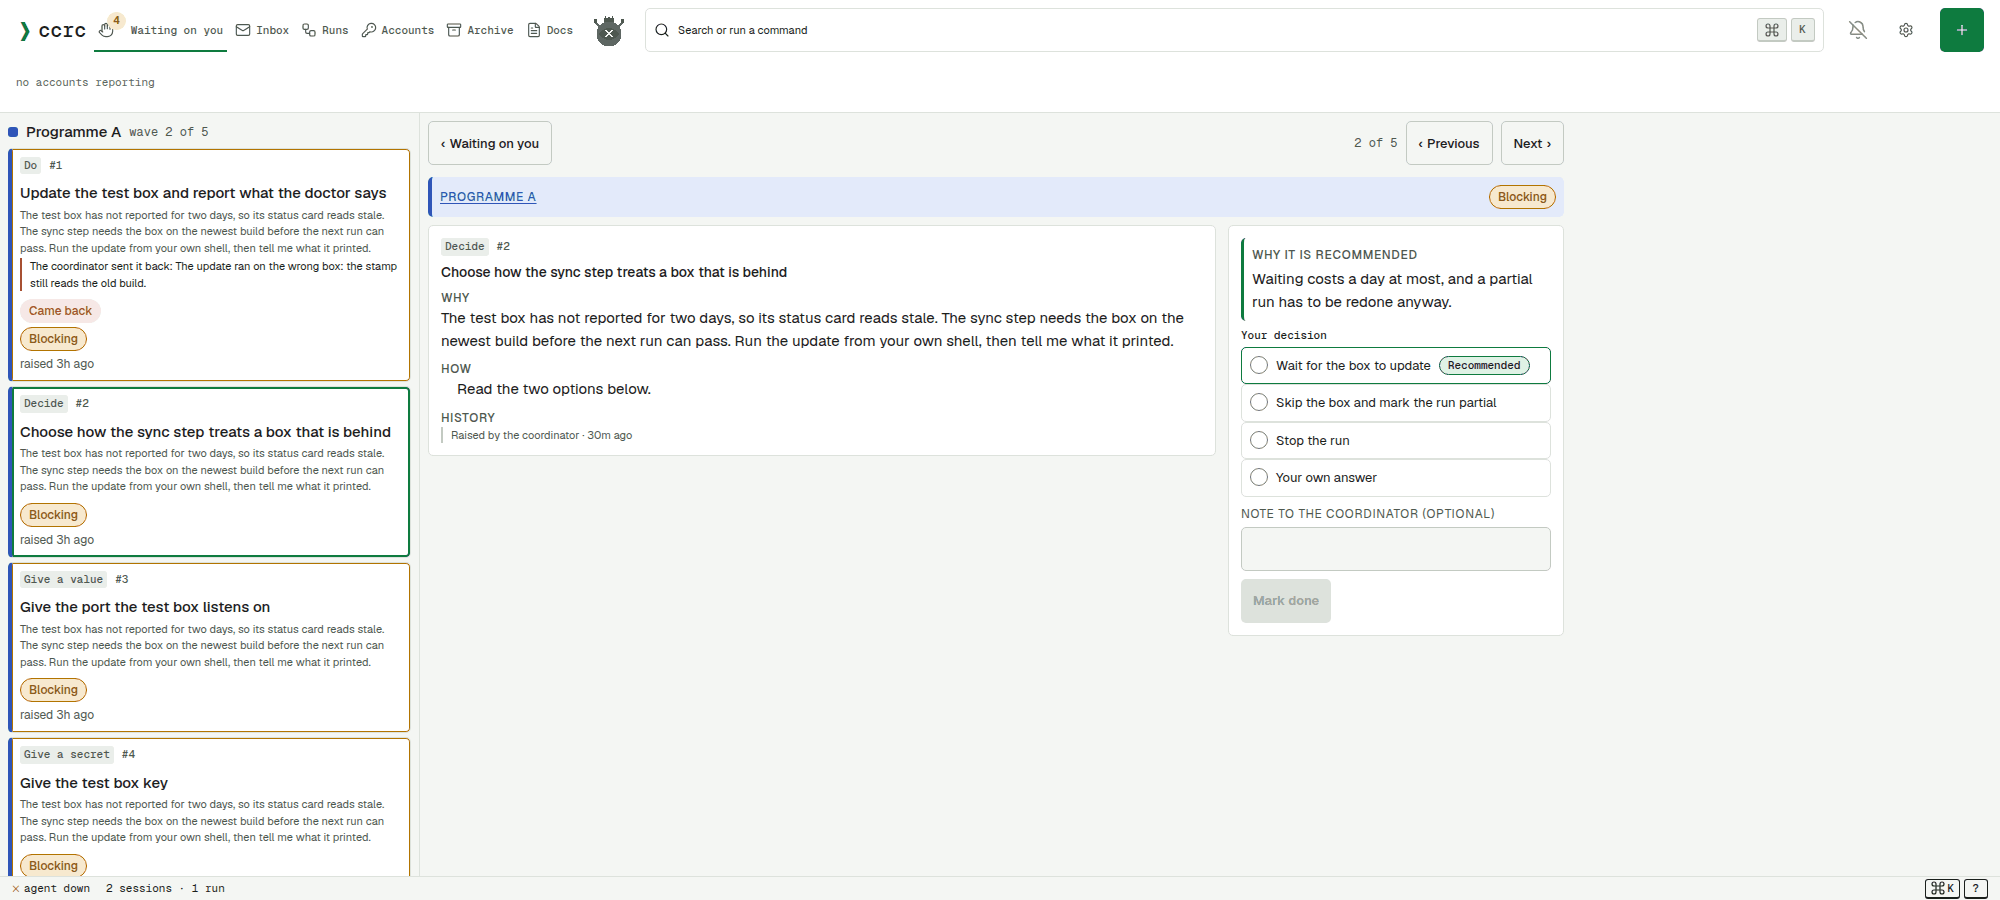 ccrc
4
Waiting on you
Inbox
Runs
Accounts
Archive
Docs
Search or run a command
⌘ K
+
no accounts reporting
Programme A wave 2 of 5
Do #1
Update the test box and report what the doctor says
The test box has not reported for two days, so its status card reads stale.
The sync step needs the box on the newest build before the next run can
pass. Run the update from your own shell, then tell me what it printed.
The coordinator sent it back: The update ran on the wrong box: the stamp
still reads the old build.
Came back
Blocking
raised 3h ago
Decide #2
Choose how the sync step treats a box that is behind
The test box has not reported for two days, so its status card reads stale.
The sync step needs the box on the newest build before the next run can
pass. Run the update from your own shell, then tell me what it printed.
Blocking
raised 3h ago
Give a value #3
Give the port the test box listens on
The test box has not reported for two days, so its status card reads stale.
The sync step needs the box on the newest build before the next run can
pass. Run the update from your own shell, then tell me what it printed.
Blocking
raised 3h ago
Give a secret #4
Give the test box key
The test box has not reported for two days, so its status card reads stale.
The sync step needs the box on the newest build before the next run can
pass. Run the update from your own shell, then tell me what it printed.
Blocking
‹ Waiting on you
2 of 5
‹ Previous
Next ›
PROGRAMME A
Blocking
Decide #2
Choose how the sync step treats a box that is behind
WHY
The test box has not reported for two days, so its status card reads stale. The sync step needs the box on the
newest build before the next run can pass. Run the update from your own shell, then tell me what it printed.
HOW
Read the two options below.
HISTORY
Raised by the coordinator · 30m ago
WHY IT IS RECOMMENDED
Waiting costs a day at most, and a partial
run has to be redone anyway.
Your decision
Wait for the box to update Recommended
Skip the box and mark the run partial
Stop the run
Your own answer
NOTE TO THE COORDINATOR (OPTIONAL)
Mark done
× agent down 2 sessions · 1 run
⌘K ?